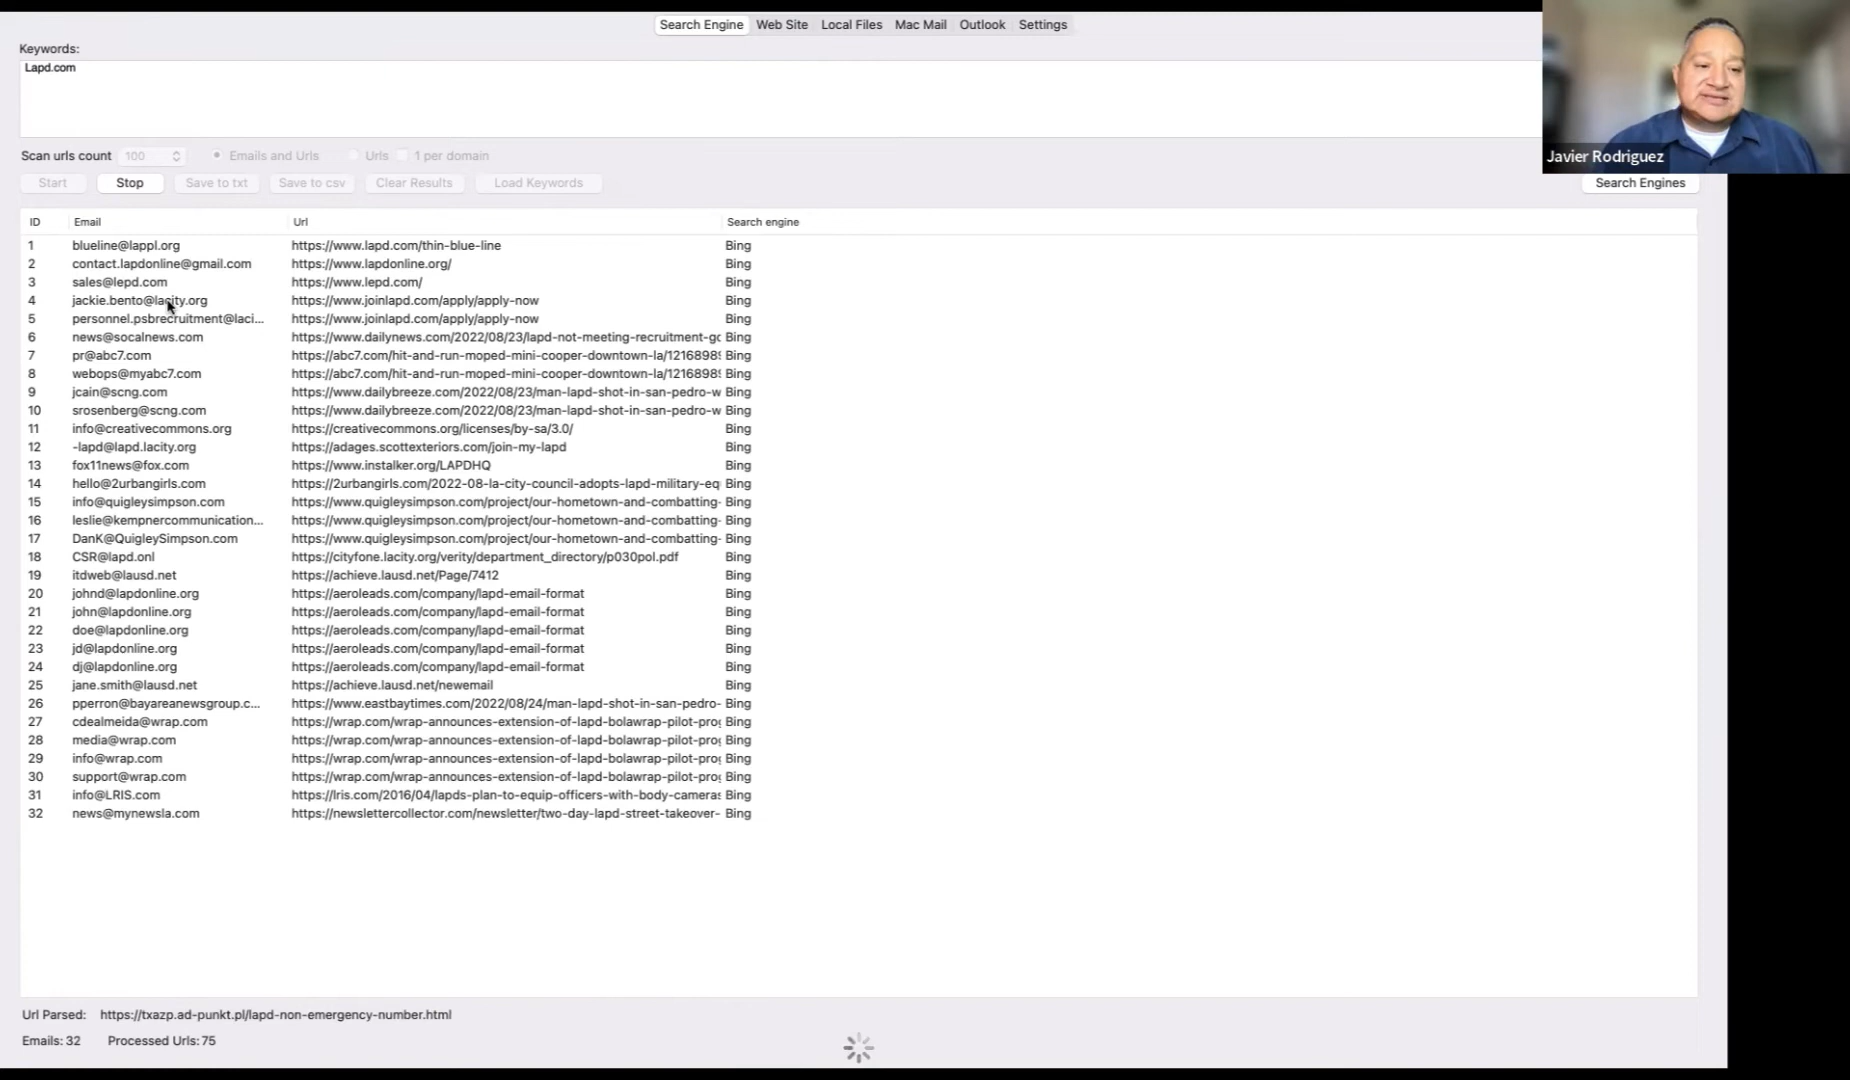 Search Engine Web Site Local Files Mac Mail Outlook Settings
Keywords:
Lapd.com
Javier Rodriguez
Scan urls count 100 Emails and Urls Urls 1 per domain
Start Stop Save to txt Save to csv Clear Results Load Keywords Search Engines
ID Email Url Search engine
1 blueline@lappl.org https://www.lapd.com/thin-blue-line Bing
2 contact.lapdonline@gmail.com https://www.lapdonline.org/ Bing
3 sales@lepd.com https://www.lepd.com/ Bing
4 jackie.bento@lacity.org https://www.joinlapd.com/apply/apply-now Bing
5 personnel.psbrecruitment@laci... https://www.joinlapd.com/apply/apply-now Bing
6 news@socalnews.com https://www.dailynews.com/2022/08/23/lapd-not-meeting-recruitment-go Bing
7 pr@abc7.com https://abc7.com/hit-and-run-moped-mini-cooper-downtown-la/12168989 Bing
8 webops@myabc7.com https://abc7.com/hit-and-run-moped-mini-cooper-downtown-la/12168989 Bing
9 jcain@scng.com https://www.dailybreeze.com/2022/08/23/man-lapd-shot-in-san-pedro-w Bing
10 srosenberg@scng.com https://www.dailybreeze.com/2022/08/23/man-lapd-shot-in-san-pedro-w Bing
11 info@creativecommons.org https://creativecommons.org/licenses/by-sa/3.0/ Bing
12 -lapd@lapd.lacity.org https://adages.scottexteriors.com/join-my-lapd Bing
13 fox11news@fox.com https://www.instalker.org/LAPDHQ Bing
14 hello@2urbangirls.com https://2urbangirls.com/2022-08-la-city-council-adopts-lapd-military-eq Bing
15 info@quigleysimpson.com https://www.quigleysimpson.com/project/our-hometown-and-combatting- Bing
16 leslie@kempnercommunication... https://www.quigleysimpson.com/project/our-hometown-and-combatting- Bing
17 DanK@QuigleySimpson.com https://www.quigleysimpson.com/project/our-hometown-and-combatting- Bing
18 CSR@lapd.onl https://cityfone.lacity.org/verity/department_directory/p030pol.pdf Bing
19 itdweb@lausd.net https://achieve.lausd.net/Page/7412 Bing
20 johnd@lapdonline.org https://aeroleads.com/company/lapd-email-format Bing
21 john@lapdonline.org https://aeroleads.com/company/lapd-email-format Bing
22 doe@lapdonline.org https://aeroleads.com/company/lapd-email-format Bing
23 jd@lapdonline.org https://aeroleads.com/company/lapd-email-format Bing
24 dj@lapdonline.org https://aeroleads.com/company/lapd-email-format Bing
25 jane.smith@lausd.net https://achieve.lausd.net/newemail Bing
26 pperron@bayareanewsgroup.c... https://www.eastbaytimes.com/2022/08/24/man-lapd-shot-in-san-pedro- Bing
27 cdealmeida@wrap.com https://wrap.com/wrap-announces-extension-of-lapd-bolawrap-pilot-prog Bing
28 media@wrap.com https://wrap.com/wrap-announces-extension-of-lapd-bolawrap-pilot-prog Bing
29 info@wrap.com https://wrap.com/wrap-announces-extension-of-lapd-bolawrap-pilot-prog Bing
30 support@wrap.com https://wrap.com/wrap-announces-extension-of-lapd-bolawrap-pilot-prog Bing
31 info@LRIS.com https://lris.com/2016/04/lapds-plan-to-equip-officers-with-body-cameras Bing
32 news@mynewsla.com https://newslettercollector.com/newsletter/two-day-lapd-street-takeover- Bing
Url Parsed: https://txazp.ad-punkt.pl/lapd-non-emergency-number.html
Emails: 32 Processed Urls: 75